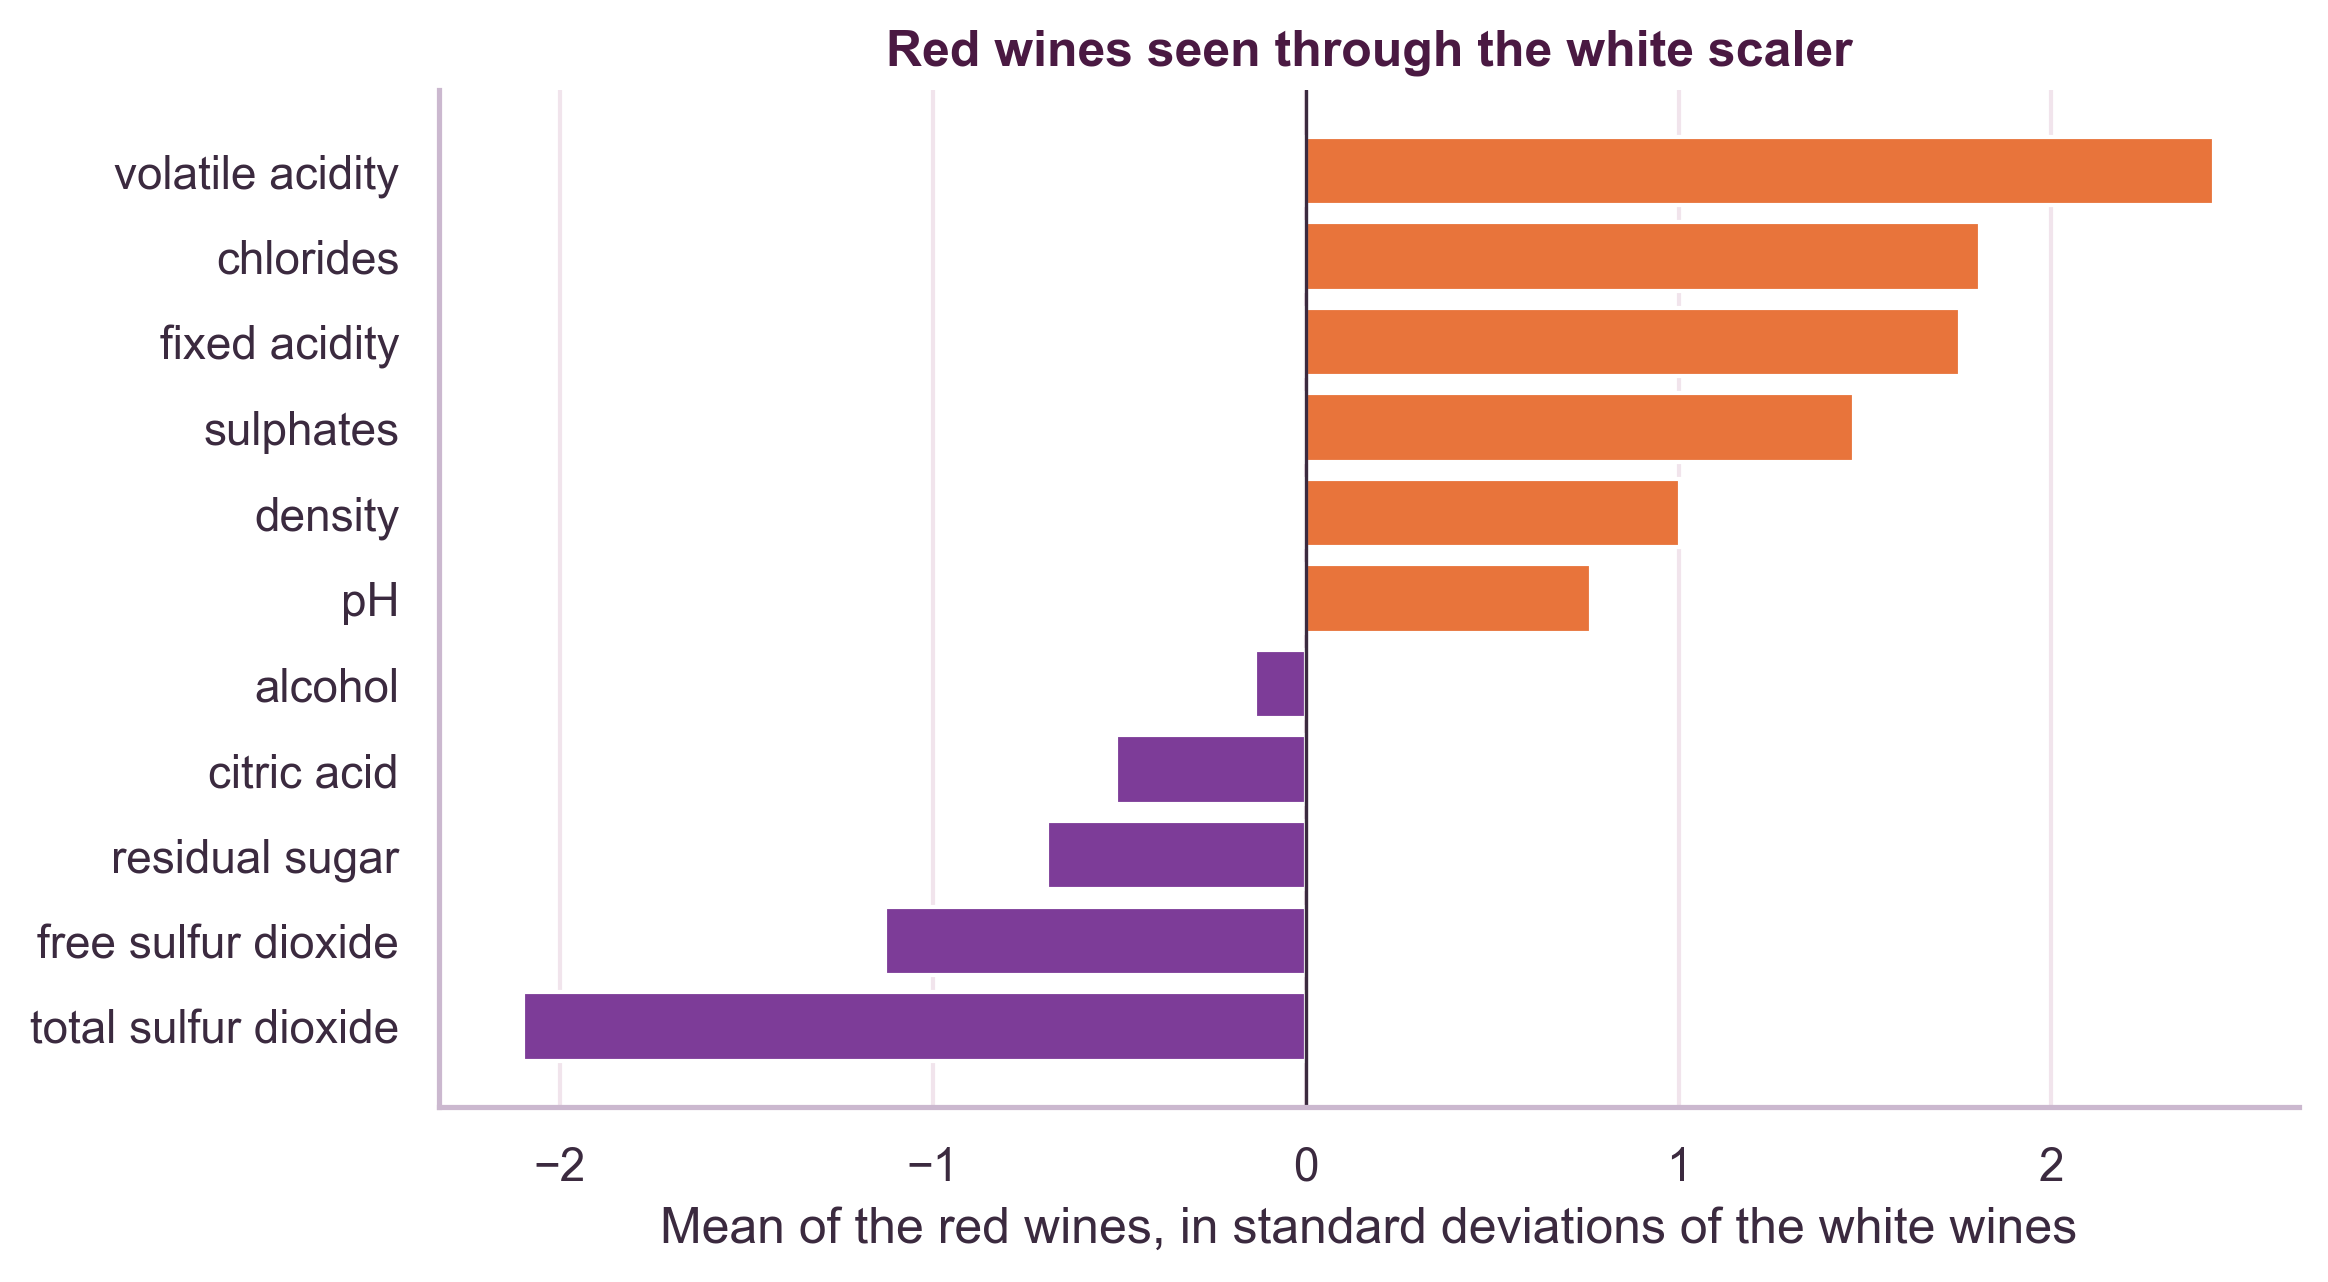 Red wines seen through the white scaler
volatile acidity
chlorides
fixed acidity
sulphates
density
pH
alcohol
citric acid
residual sugar
free sulfur dioxide
total sulfur dioxide
−2 −1 0 1 2
Mean of the red wines, in standard deviations of the white wines